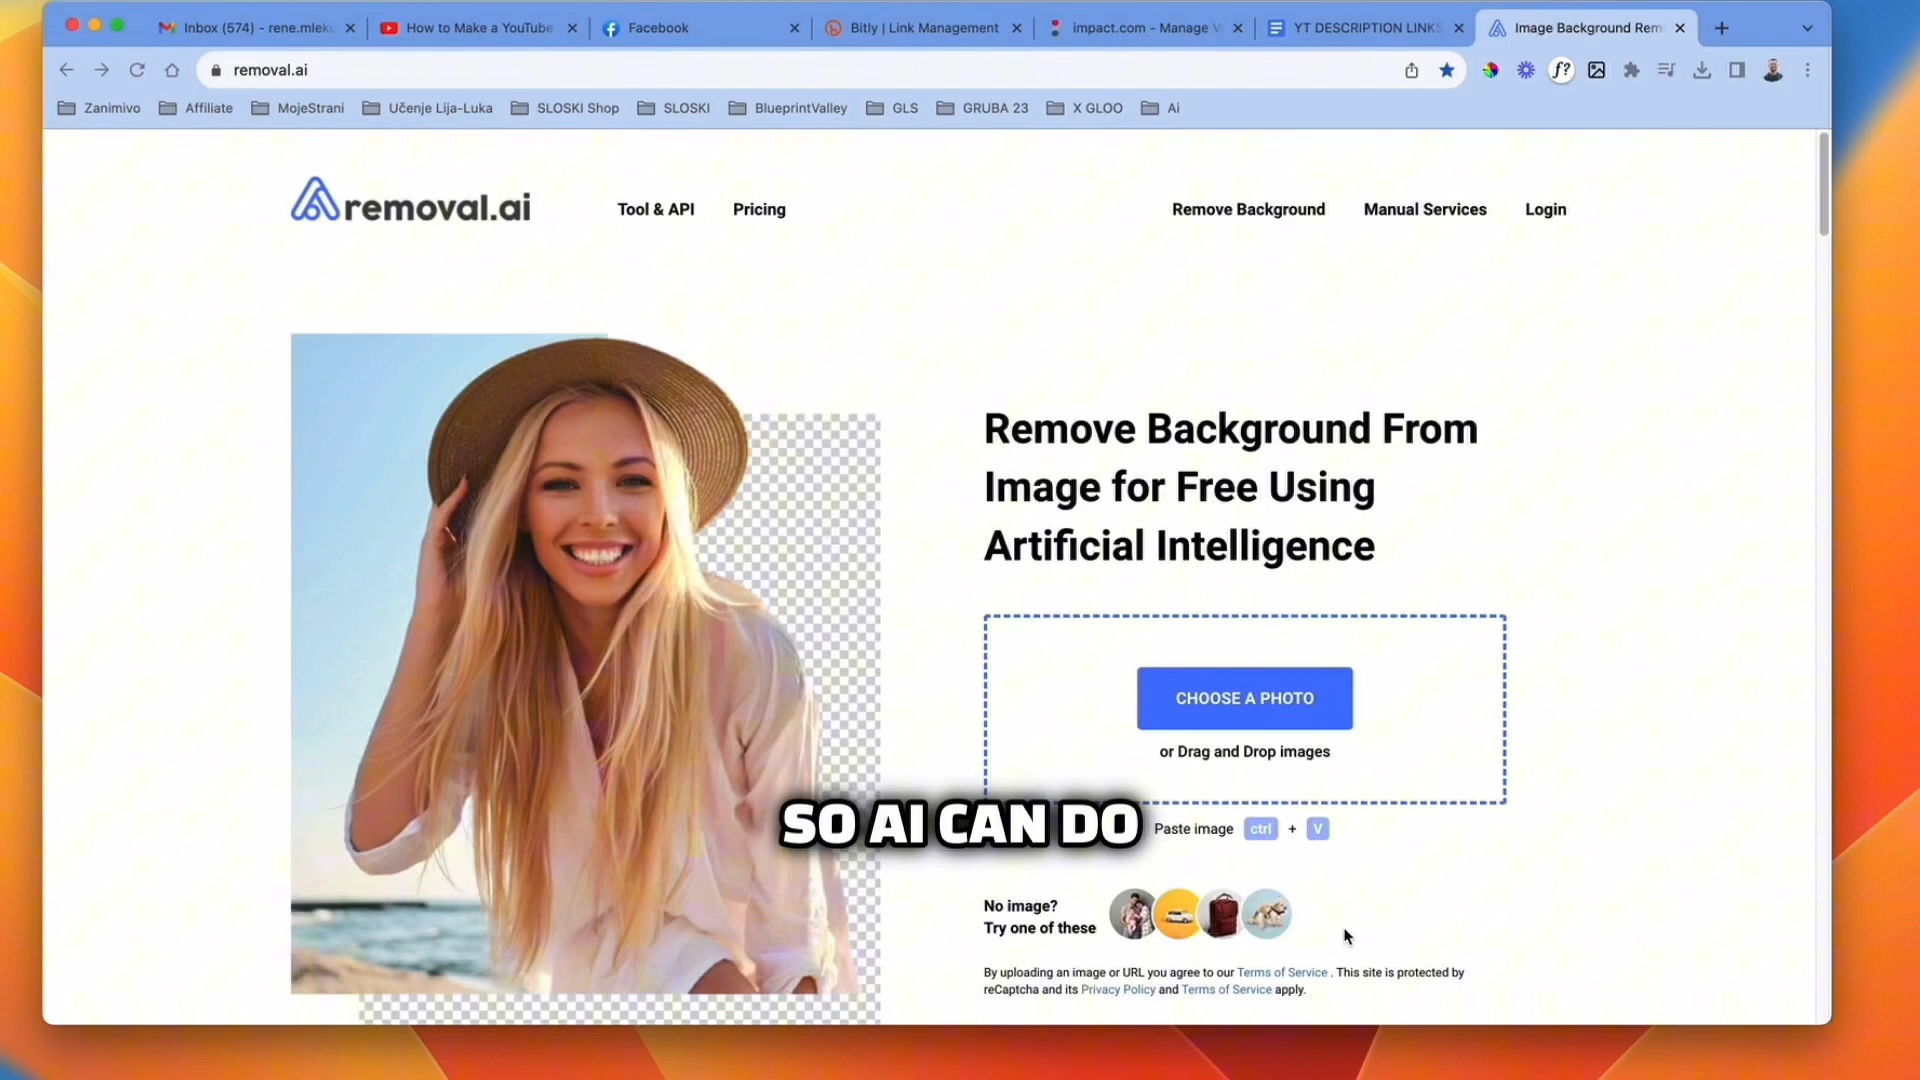 Inbox (574) - rene.mleku
How to Make a YouTube
Facebook
Bitly | Link Management
impact.com - Manage V
YT DESCRIPTION LINKS
Image Background Rem
removal.ai
f?
Zanimivo
Affiliate
MojeStrani
Učenje Lija-Luka
SLOSKI Shop
SLOSKI
BlueprintValley
GLS
GRUBA 23
X GLOO
Ai
removal.ai
Tool & API
Pricing
Remove Background
Manual Services
Login
Remove Background From
Image for Free Using
Artificial Intelligence
CHOOSE A PHOTO
or Drag and Drop images
SO AI CAN DO
Paste image ctrl + V
No image?
Try one of these
By uploading an image or URL you agree to our Terms of Service . This site is protected by
reCaptcha and its Privacy Policy and Terms of Service apply.